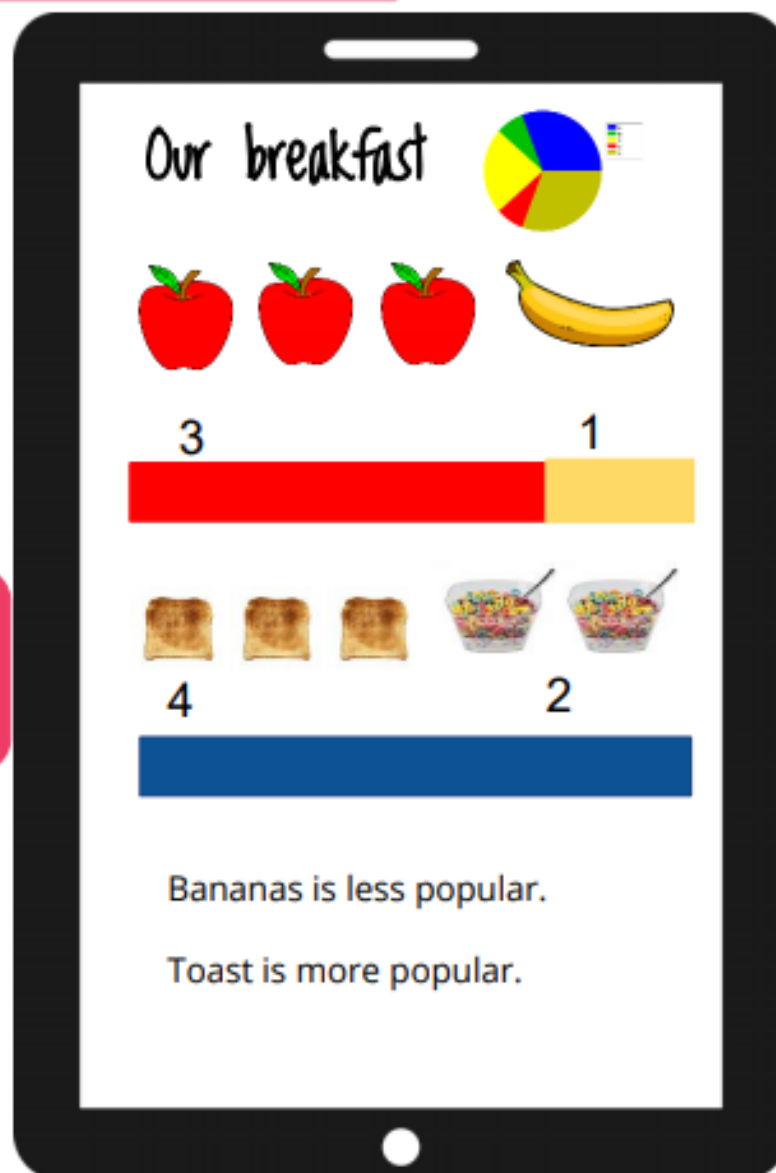 Our breakfast
3 1
4 2
Bananas is less popular.
Toast is more popular.